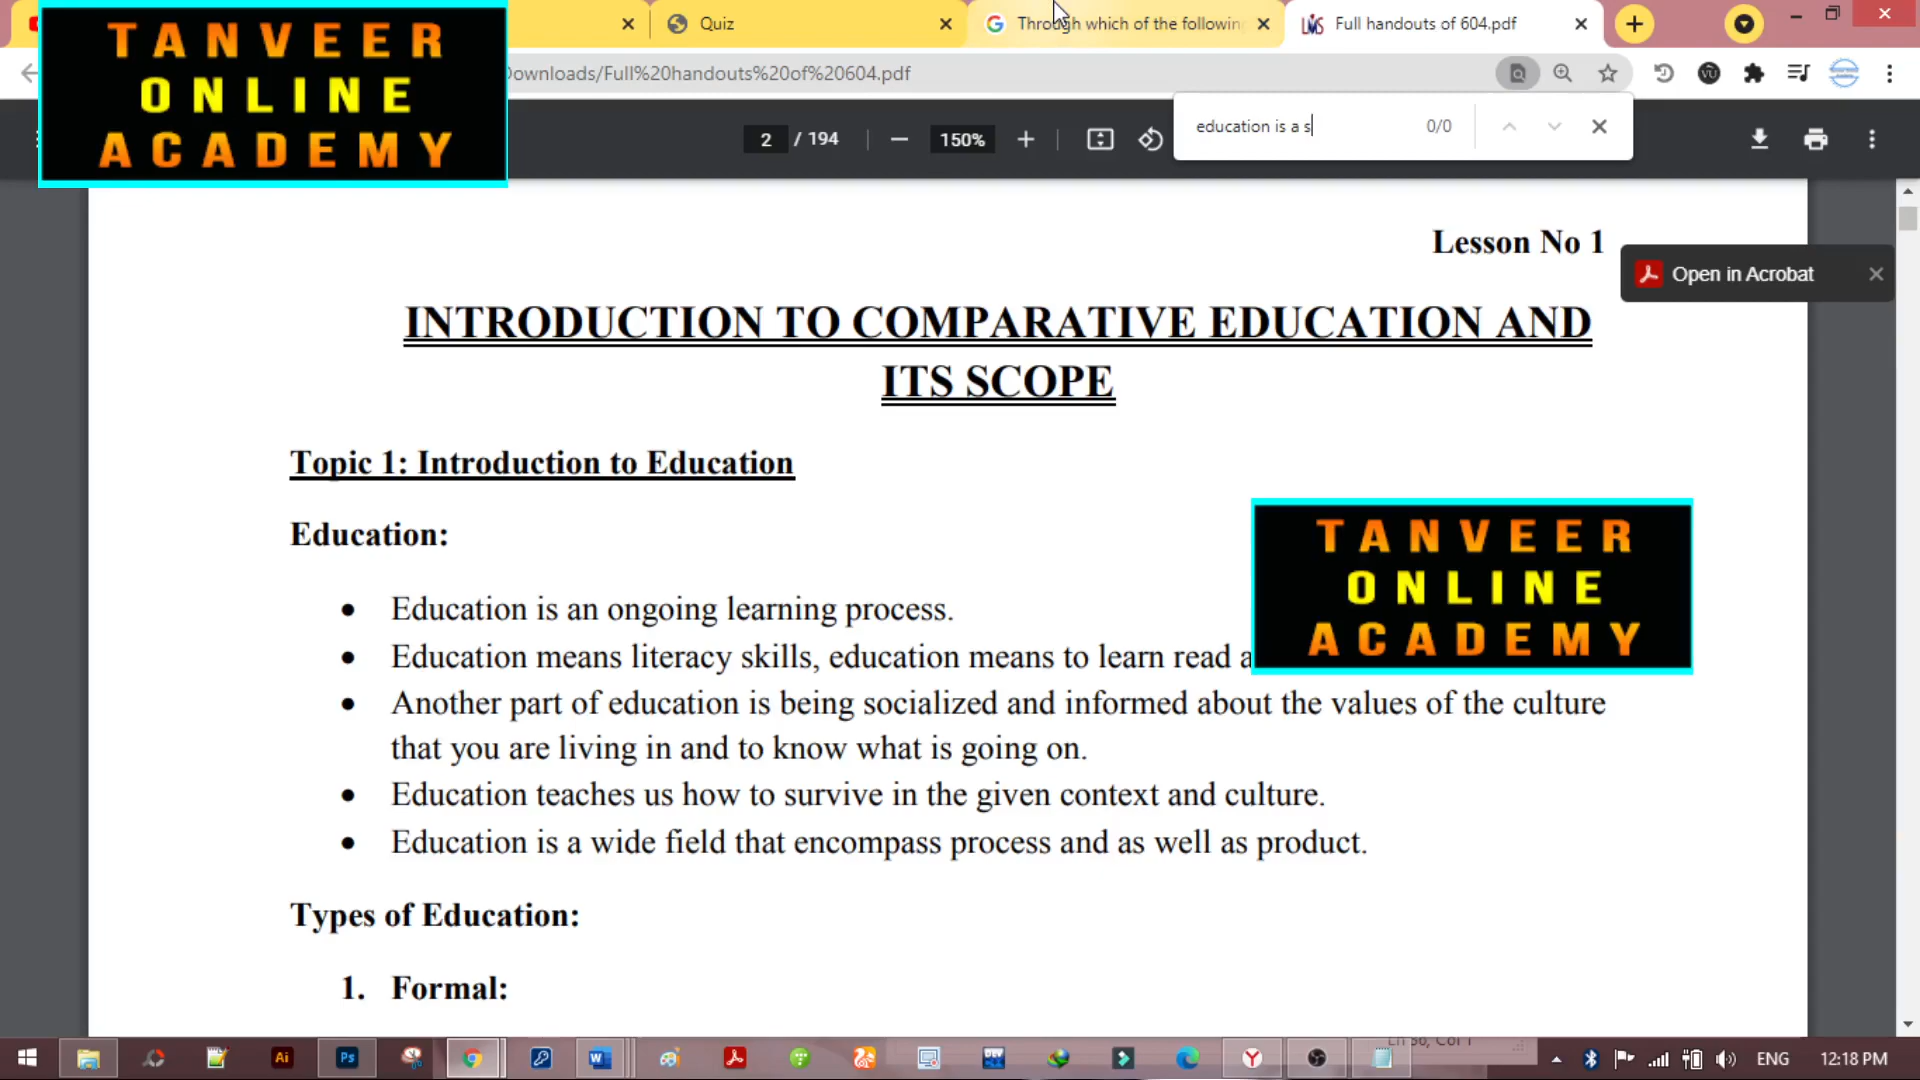 Quiz
Through which of the following
Full handouts of 604.pdf
TANVEER
ONLINE
ACADEMY
Downloads/Full%20handouts%20of%20604.pdf
education is a s
0/0
2 / 194
150%
Lesson No 1
Open in Acrobat
INTRODUCTION TO COMPARATIVE EDUCATION AND
ITS SCOPE
Topic 1: Introduction to Education
Education:
TANVEER
ONLINE
ACADEMY
• Education is an ongoing learning process.
• Education means literacy skills, education means to learn read
• Another part of education is being socialized and informed about the values of the culture
that you are living in and to know what is going on.
• Education teaches us how to survive in the given context and culture.
• Education is a wide field that encompass process and as well as product.
Types of Education:
1. Formal:
ENG
12:18 PM